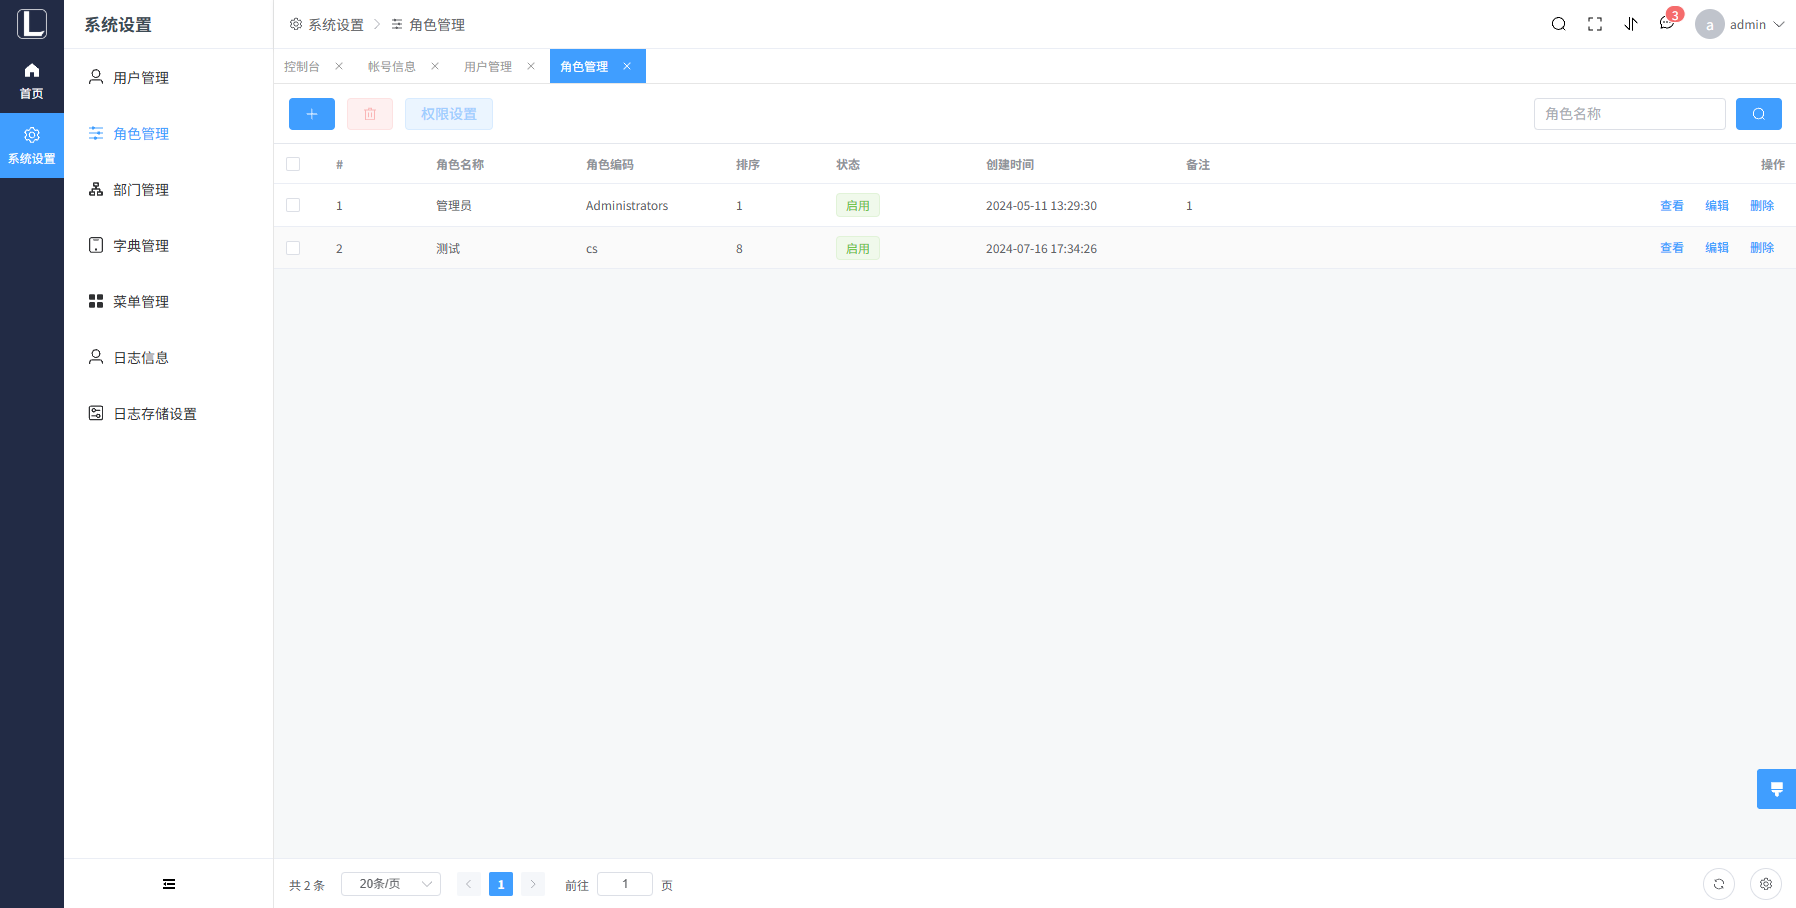 L
首页
系统设置
系统设置
用户管理
角色管理
部门管理
字典管理
菜单管理
日志信息
日志存储设置
系统设置 角色管理
3
a admin
控制台 帐号信息 用户管理 角色管理
权限设置
角色名称
# 角色名称 角色编码 排序 状态 创建时间 备注 操作
1 管理员 Administrators 1 启用 2024-05-11 13:29:30 1 查看 编辑 删除
2 测试 cs 8 启用 2024-07-16 17:34:26 查看 编辑 删除
共 2 条 20条/页 1 前往 1 页